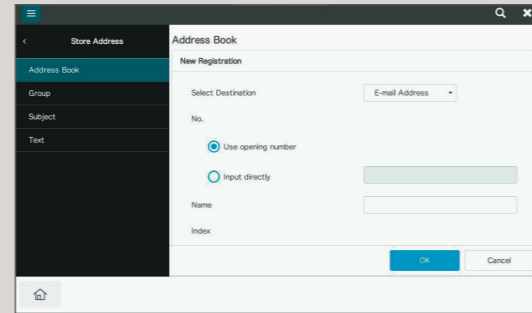 Store Address
Address Book
Group
Subject
Text
Address Book
New Registration
Select Destination
E-mail Address
No.
Use opening number
Input directly
Name
Index
OK
Cancel